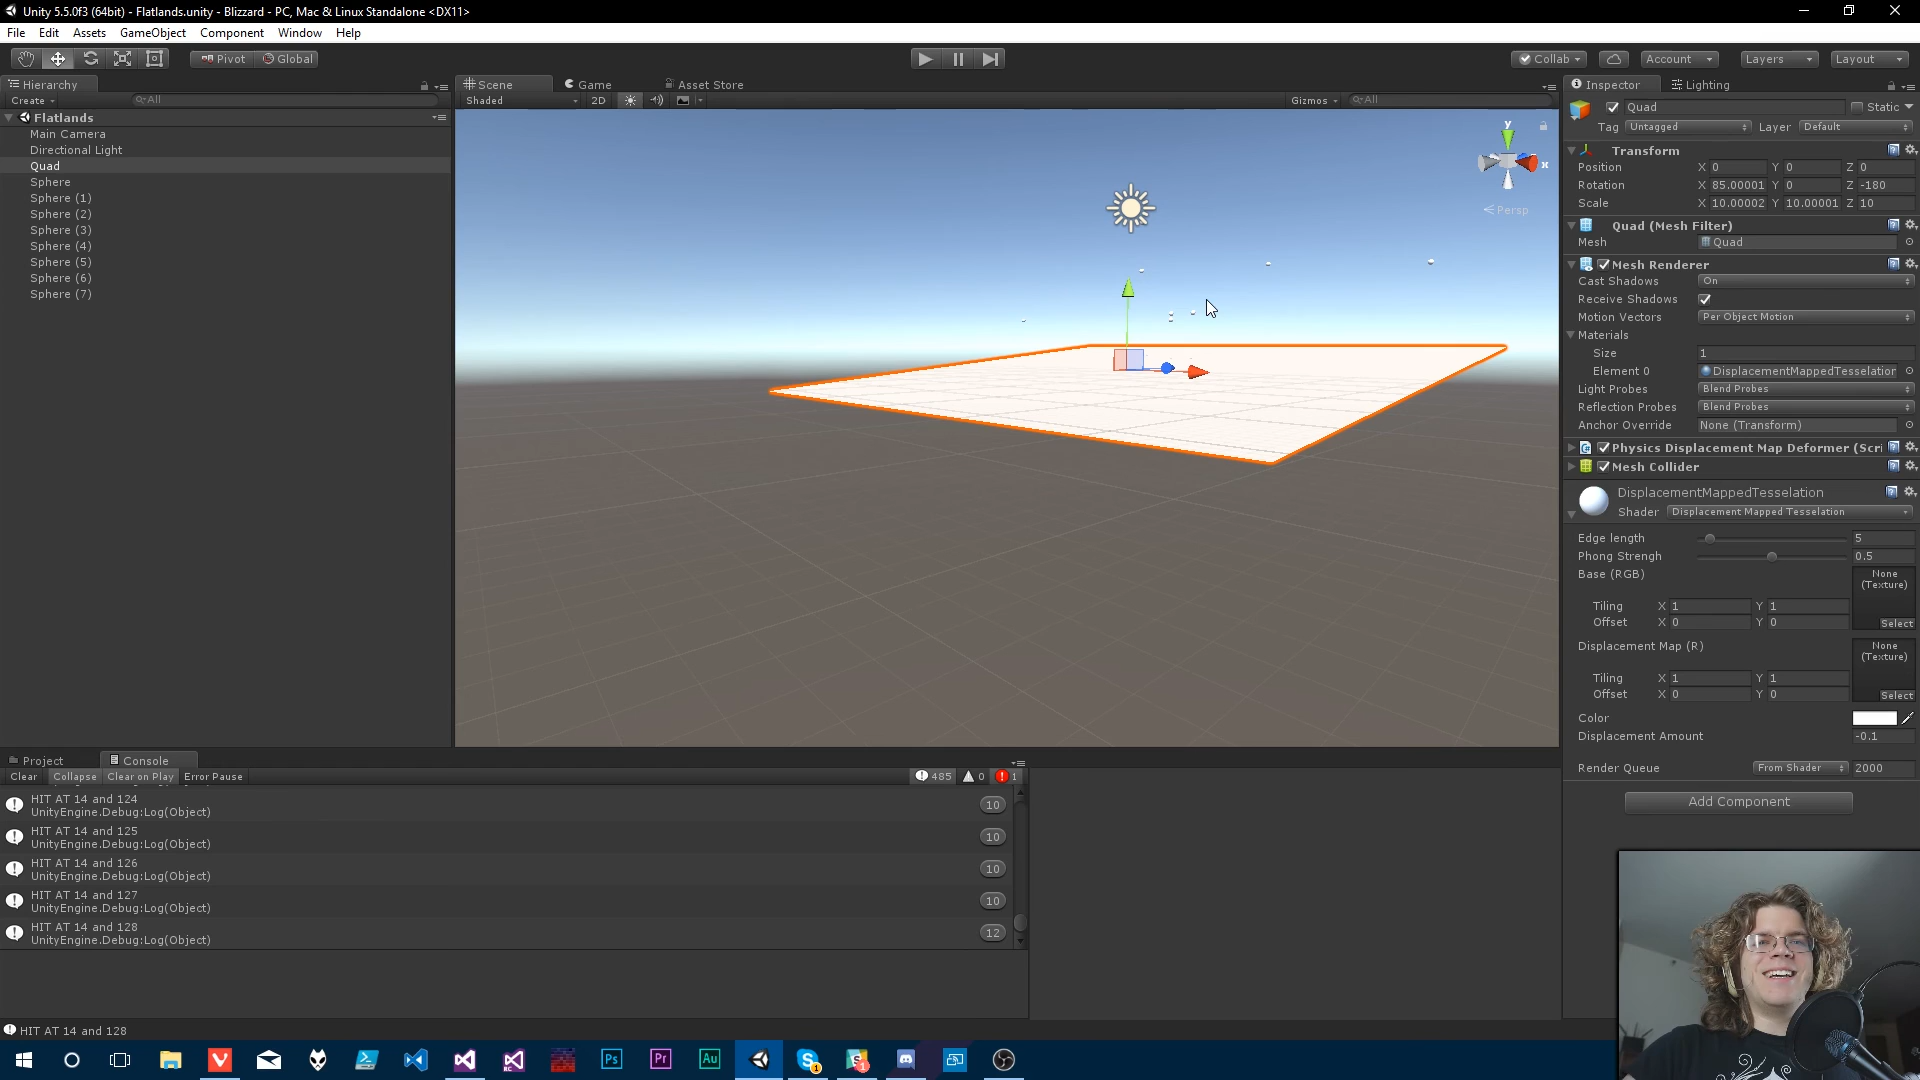 Unity 5.5.0f3 (64bit) - Flatlands.unity - Blizzard - PC, Mac & Linux Standalone <DX11>
File Edit Assets GameObject Component Window Help
Pivot Global Collab Account Layers Layout
Hierarchy
Create All
Flatlands
Main Camera
Directional Light
Quad
Sphere
Sphere (1)
Sphere (2)
Sphere (3)
Sphere (4)
Sphere (5)
Sphere (6)
Sphere (7)
Scene Game Asset Store
Shaded 2D Gizmos All
y
x
Persp
Inspector Lighting
Quad Static
Tag Untagged Layer Default
Transform
Position X 0 Y 0 Z 0
Rotation X 85.00001 Y 0 Z -180
Scale X 10.00002 Y 10.00001 Z 10
Quad (Mesh Filter)
Mesh Quad
Mesh Renderer
Cast Shadows On
Receive Shadows
Motion Vectors Per Object Motion
Materials
Size 1
Element 0 DisplacementMappedTesselation
Light Probes Blend Probes
Reflection Probes Blend Probes
Anchor Override None (Transform)
Physics Displacement Map Deformer (Scri
Mesh Collider
DisplacementMappedTesselation
Shader Displacement Mapped Tesselation
Edge length 5
Phong Strengh 0.5
Base (RGB) None (Texture)
Tiling X 1 Y 1
Offset X 0 Y 0 Select
Displacement Map (R) None (Texture)
Tiling X 1 Y 1
Offset X 0 Y 0 Select
Color
Displacement Amount -0.1
Render Queue From Shader 2000
Add Component
Project Console
Clear Collapse Clear on Play Error Pause 485 0 1
HIT AT 14 and 124
UnityEngine.Debug:Log(Object) 10
HIT AT 14 and 125
UnityEngine.Debug:Log(Object) 10
HIT AT 14 and 126
UnityEngine.Debug:Log(Object) 10
HIT AT 14 and 127
UnityEngine.Debug:Log(Object) 10
HIT AT 14 and 128
UnityEngine.Debug:Log(Object) 12
HIT AT 14 and 128
Ps Pr Au